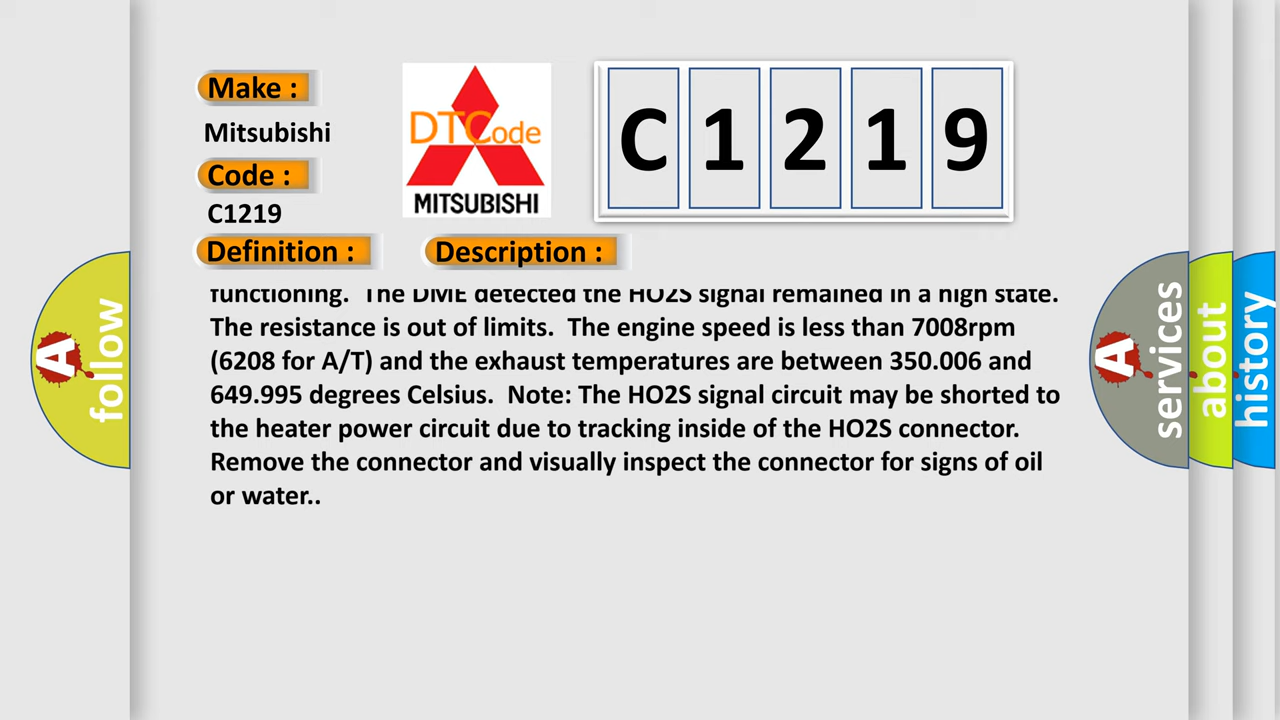 Make :
Mitsubishi
Code :
C1219
DTCode
MITSUBISHI
C1219
Definition :
Description :
functioning. The DME detected the HO2S signal remained in a high state.
The resistance is out of limits. The engine speed is less than 7008rpm
(6208 for A/T) and the exhaust temperatures are between 350.006 and
649.995 degrees Celsius. Note: The HO2S signal circuit may be shorted to
the heater power circuit due to tracking inside of the HO2S connector.
Remove the connector and visually inspect the connector for signs of oil
or water..
A
follow
A
services
about
history